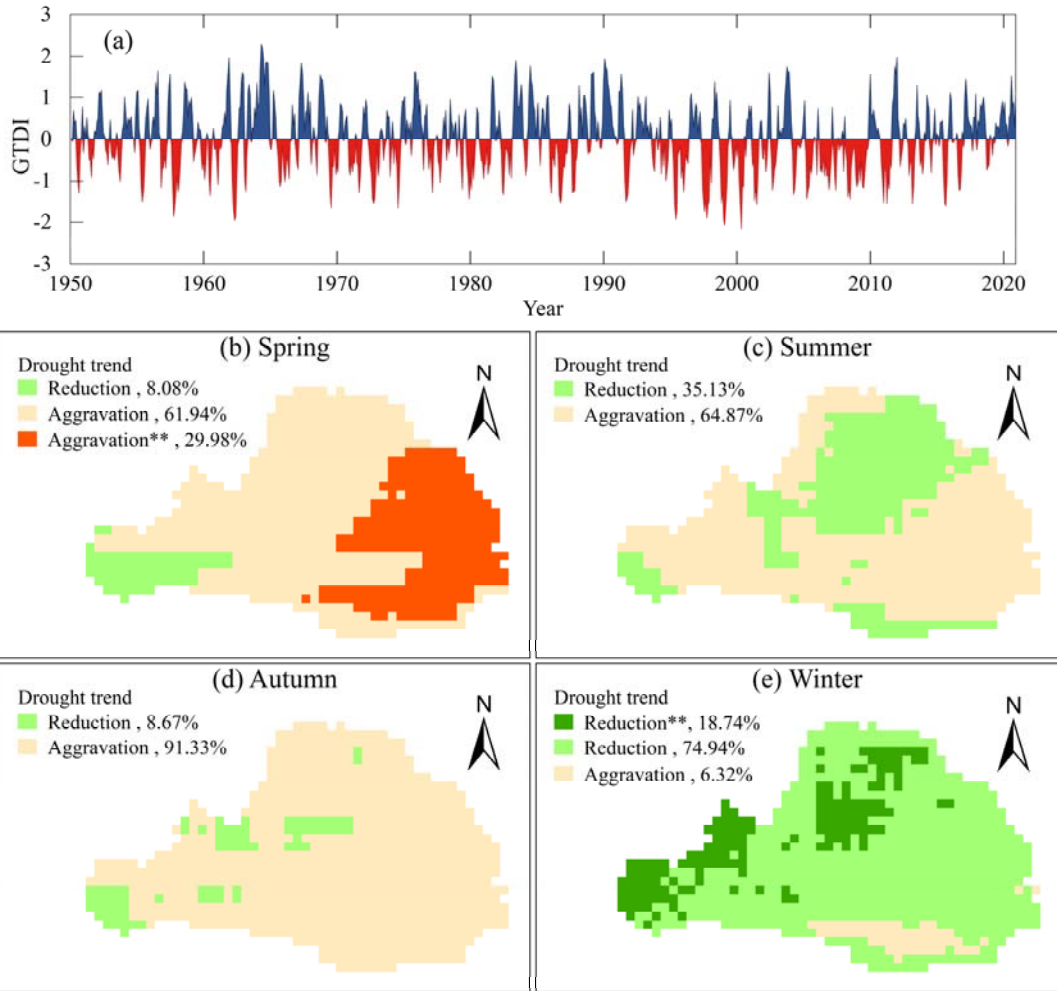 (a)
GTDI
3
2
1
0
-1
-2
-3
1950 1960 1970 1980 1990 2000 2010 2020
Year
(b) Spring
Drought trend
Reduction , 8.08%
Aggravation , 61.94%
Aggravation** , 29.98%
N
(c) Summer
Drought trend
Reduction , 35.13%
Aggravation , 64.87%
N
(d) Autumn
Drought trend
Reduction , 8.67%
Aggravation , 91.33%
N
(e) Winter
Drought trend
Reduction**, 18.74%
Reduction , 74.94%
Aggravation , 6.32%
N